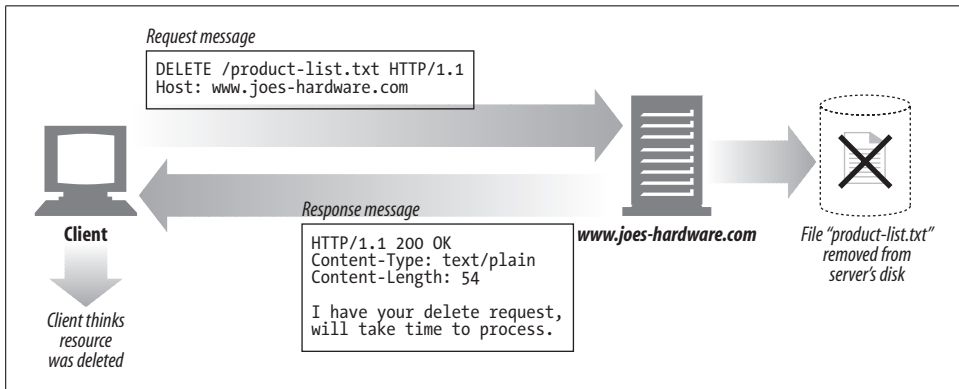 Request message
DELETE /product-list.txt HTTP/1.1
Host: www.joes-hardware.com
Client
www.joes-hardware.com
File "product-list.txt"
removed from
server's disk
Response message
HTTP/1.1 200 OK
Content-Type: text/plain
Content-Length: 54
I have your delete request,
will take time to process.
Client thinks
resource
was deleted